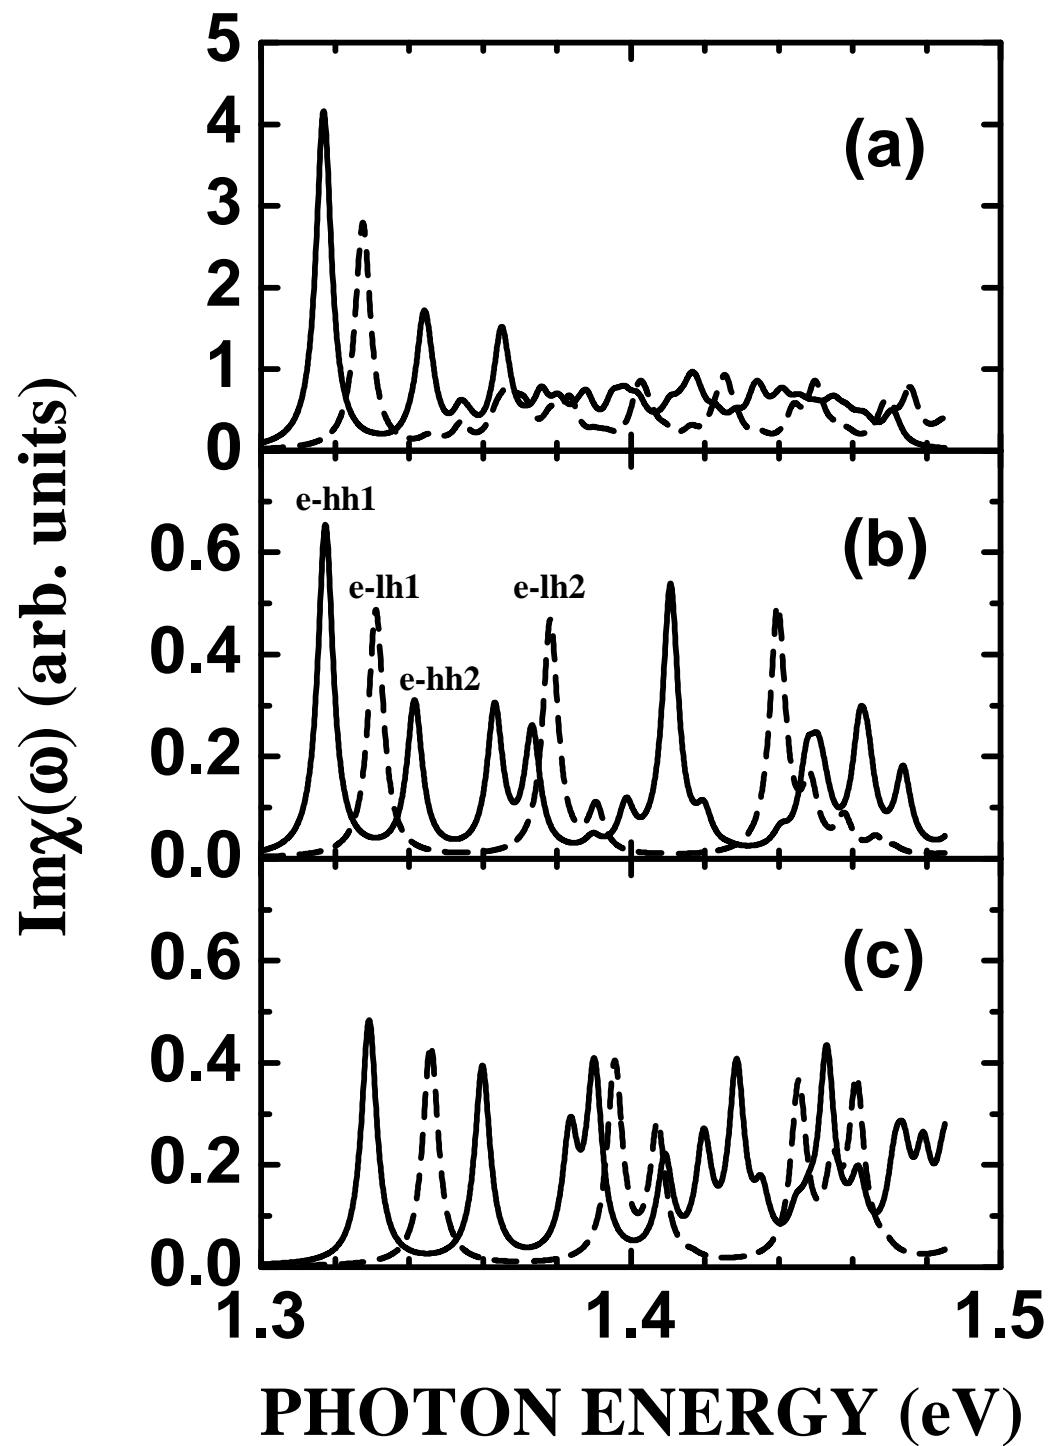 5
4
3
2
1
0
(a)
0.6
0.4
0.2
0.0
e-hh1
e-lh1
e-hh2
e-lh2
(b)
0.6
0.4
0.2
0.0
(c)
1.3
1.4
1.5
PHOTON ENERGY (eV)
Imχ(ω) (arb. units)